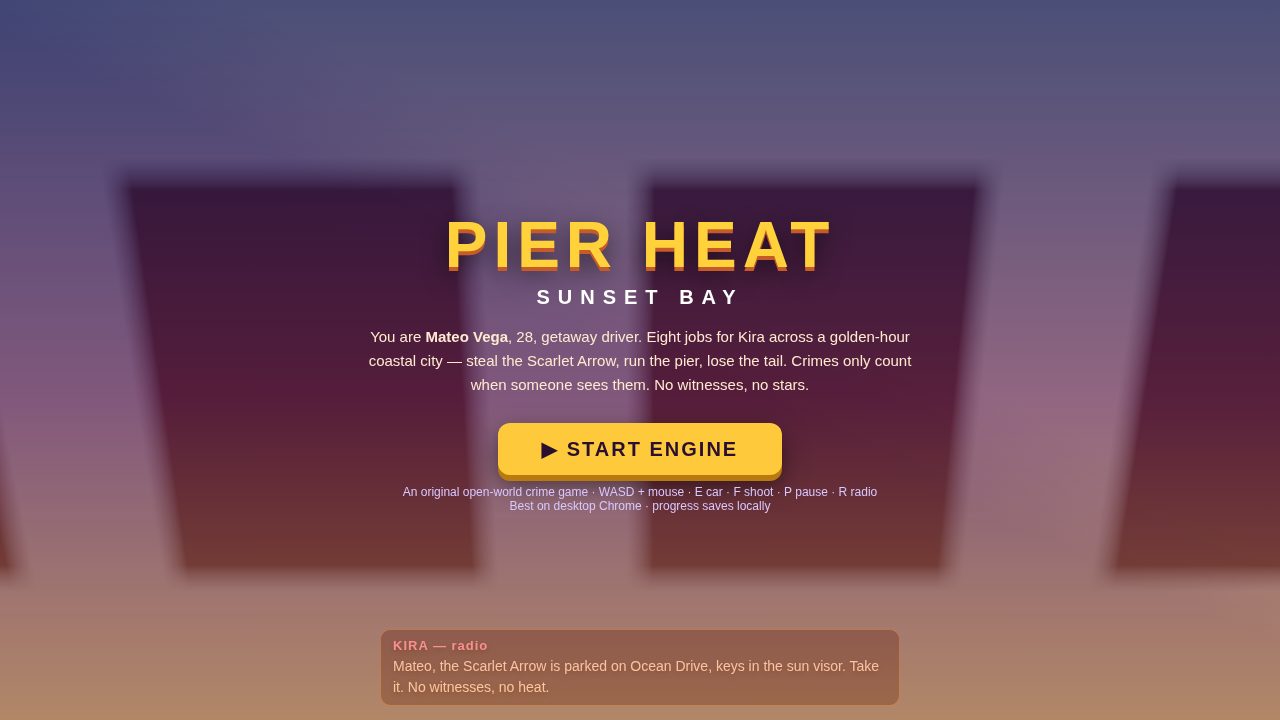 PIER HEAT
SUNSET BAY
You are Mateo Vega, 28, getaway driver. Eight jobs for Kira across a golden-hour
coastal city — steal the Scarlet Arrow, run the pier, lose the tail. Crimes only count
when someone sees them. No witnesses, no stars.
▶ START ENGINE
An original open-world crime game · WASD + mouse · E car · F shoot · P pause · R radio
Best on desktop Chrome · progress saves locally
KIRA — radio
Mateo, the Scarlet Arrow is parked on Ocean Drive, keys in the sun visor. Take
it. No witnesses, no heat.